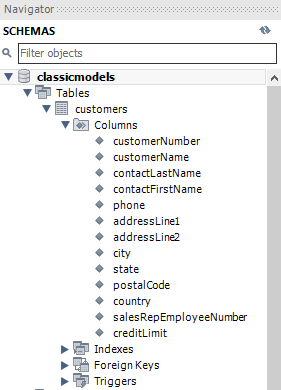 Navigator
SCHEMAS
Filter objects
classicmodels
Tables
customers
Columns
customerNumber
customerName
contactLastName
contactFirstName
phone
addressLine1
addressLine2
city
state
postalCode
country
salesRepEmployeeNumber
creditLimit
Indexes
Foreign Keys
Triggers